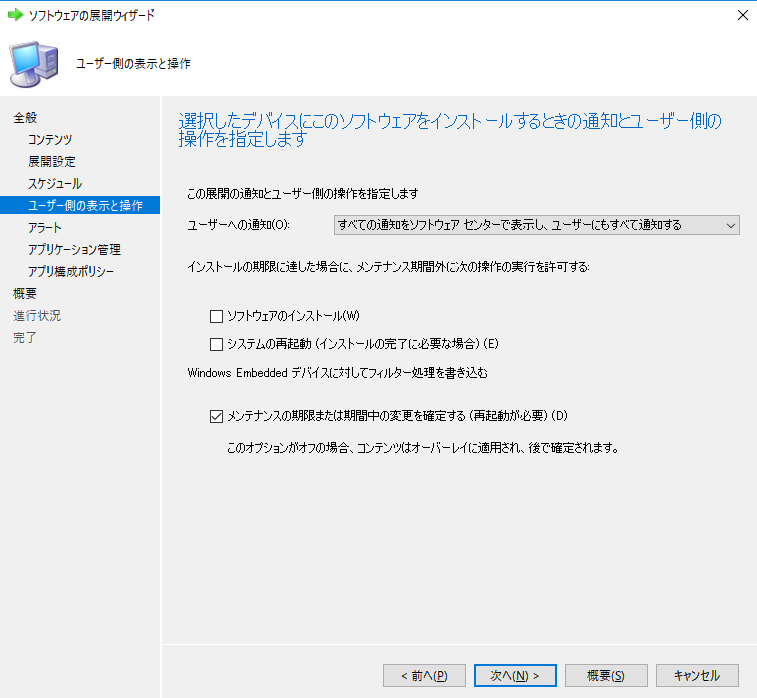 ソフトウェアの展開ウィザード
ユーザー側の表示と操作
全般
コンテンツ
展開設定
スケジュール
ユーザー側の表示と操作
アラート
アプリケーション管理
アプリ構成ポリシー
概要
進行状況
完了
選択したデバイスにこのソフトウェアをインストールするときの通知とユーザー側の
操作を指定します
この展開の通知とユーザー側の操作を指定します
ユーザーへの通知(O):
すべての通知をソフトウェア センターで表示し、ユーザーにもすべて通知する
インストールの期限に達した場合に、メンテナンス期間外に次の操作の実行を許可する:
ソフトウェアのインストール(W)
システムの再起動 (インストールの完了に必要な場合) (E)
Windows Embedded デバイスに対してフィルター処理を書き込む
メンテナンスの期限または期間中の変更を確定する (再起動が必要) (D)
このオプションがオフの場合、コンテンツはオーバーレイに適用され、後で確定されます。
< 前へ(P)
次へ(N) >
概要(S)
キャンセル